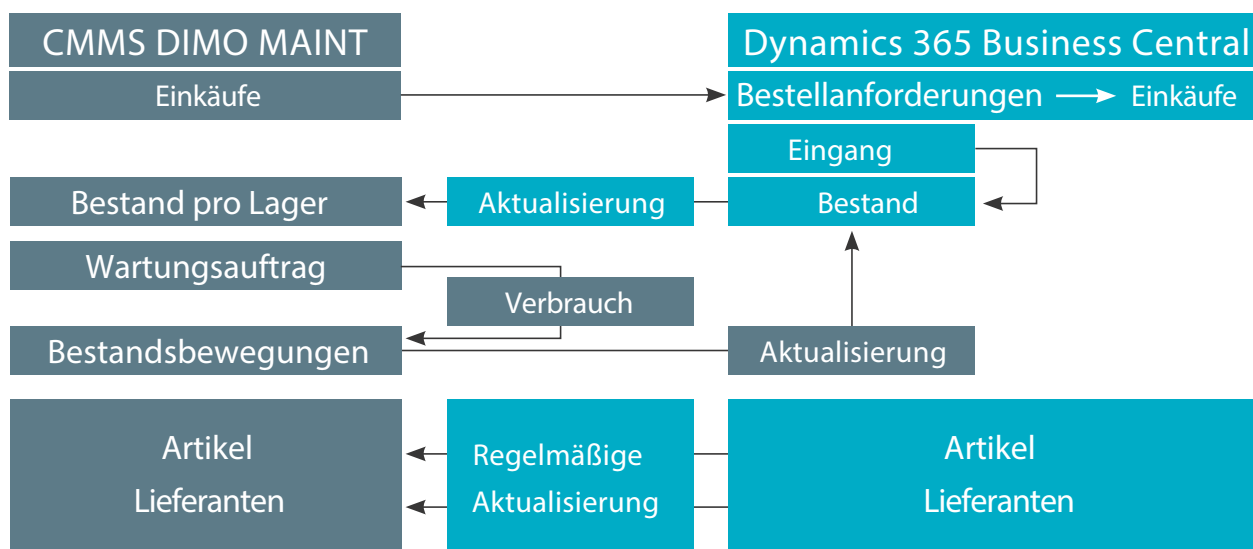 CMMS DIMO MAINT
Dynamics 365 Business Central
Einkäufe
Bestellanforderungen
Einkäufe
Eingang
Bestand pro Lager
Aktualisierung
Bestand
Wartungsauftrag
Verbrauch
Bestandsbewegungen
Aktualisierung
Artikel
Lieferanten
Regelmäßige
Aktualisierung
Artikel
Lieferanten